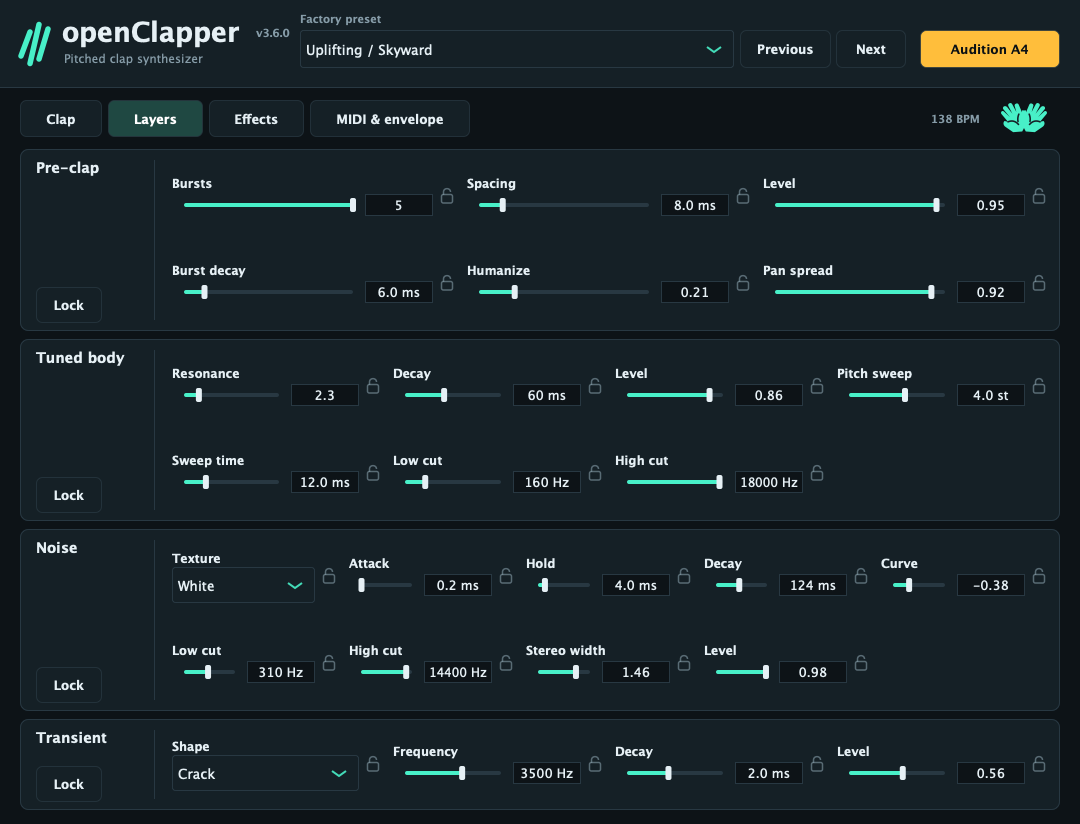 openClapper
v3.6.0
Pitched clap synthesizer
Factory preset
Uplifting / Skyward
Previous
Next
Audition A4
Clap
Layers
Effects
MIDI & envelope
138 BPM
Pre-clap
Bursts
5
Spacing
8.0 ms
Level
0.95
Burst decay
6.0 ms
Humanize
0.21
Pan spread
0.92
Lock
Tuned body
Resonance
2.3
Decay
60 ms
Level
0.86
Pitch sweep
4.0 st
Sweep time
12.0 ms
Low cut
160 Hz
High cut
18000 Hz
Lock
Noise
Texture
White
Attack
0.2 ms
Hold
4.0 ms
Decay
124 ms
Curve
-0.38
Low cut
310 Hz
High cut
14400 Hz
Stereo width
1.46
Level
0.98
Lock
Transient
Shape
Crack
Frequency
3500 Hz
Decay
2.0 ms
Level
0.56
Lock